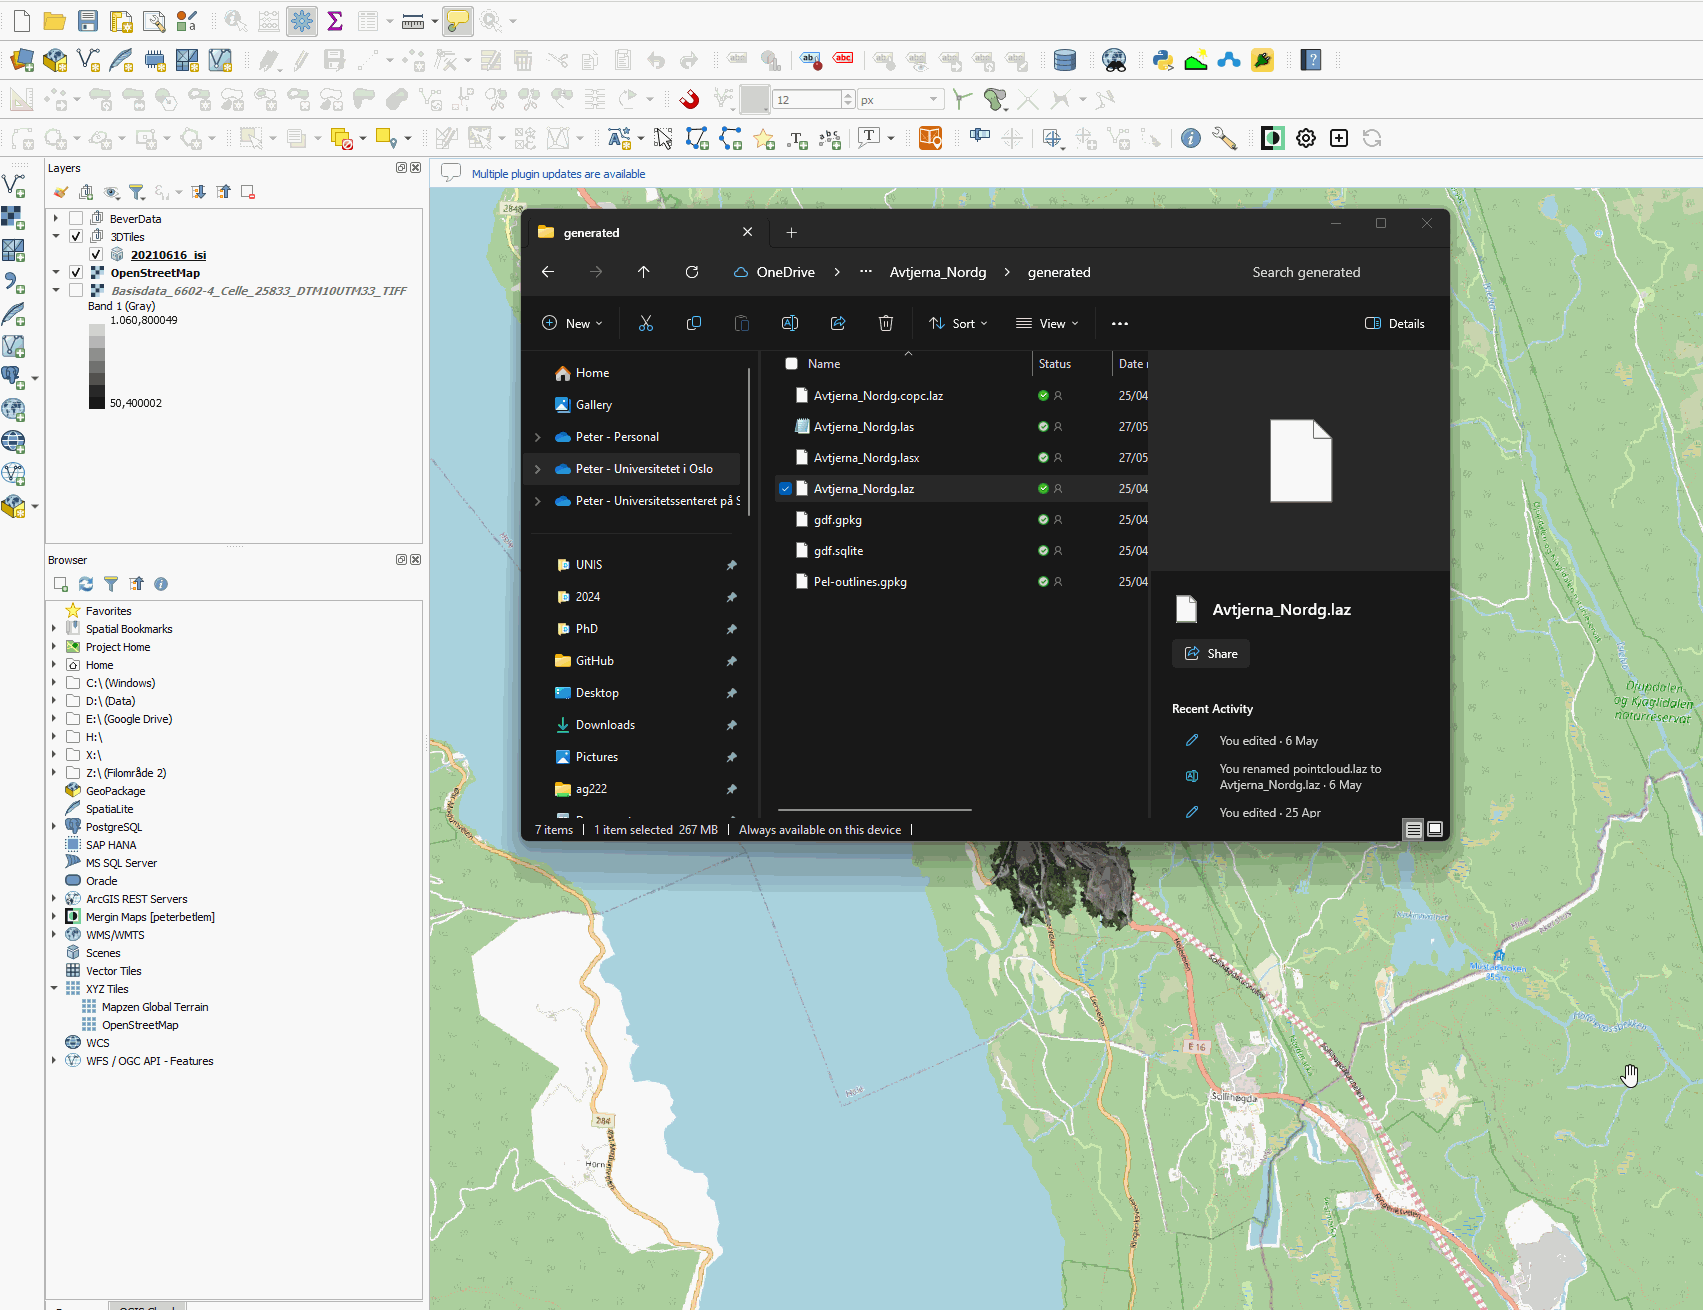 12
px
abc
ab
abc
T
T
abc
Layers
BeverData
3DTiles
20210616_isi
OpenStreetMap
Basisdata_6602-4_Celle_25833_DTM10UTM33_TIFF
Band 1 (Gray)
1.060,800049
50,400002
Browser
Favorites
Spatial Bookmarks
Project Home
Home
C:\ (Windows)
D:\ (Data)
E:\ (Google Drive)
H:\
X:\
Z:\ (Filområde 2)
GeoPackage
SpatiaLite
PostgreSQL
SAP HANA
MS SQL Server
Oracle
ArcGIS REST Servers
Mergin Maps [peterbetlem]
WMS/WMTS
Scenes
Vector Tiles
XYZ Tiles
Mapzen Global Terrain
OpenStreetMap
WCS
WFS / OGC API - Features
Multiple plugin updates are available
generated
OneDrive
Avtjerna_Nordg
generated
Search generated
New
Sort
View
Details
Home
Gallery
Peter - Personal
Peter - Universitetet i Oslo
Peter - Universitetssenteret på S
UNIS
2024
PhD
GitHub
Desktop
Downloads
Pictures
ag222
Name
Status
Date
Avtjerna_Nordg.copc.laz
25/04
Avtjerna_Nordg.las
27/05
Avtjerna_Nordg.lasx
27/05
Avtjerna_Nordg.laz
25/04
gdf.gpkg
25/04
gdf.sqlite
25/04
Pel-outlines.gpkg
25/04
Avtjerna_Nordg.laz
Share
Recent Activity
You edited · 6 May
You renamed pointcloud.laz to
Avtjerna_Nordg.laz · 6 May
You edited · 25 Apr
7 items
1 item selected 267 MB
Always available on this device
Hole
E 16
Sollihøgda
284
Horn
Djupdalen
og Kjaglidalen
naturreservat